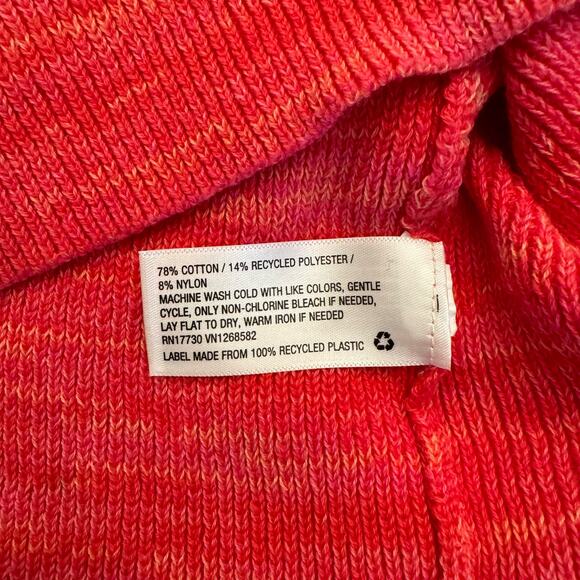 78% COTTON / 14% RECYCLED POLYESTER /
8% NYLON
MACHINE WASH COLD WITH LIKE COLORS, GENTLE
CYCLE, ONLY NON-CHLORINE BLEACH IF NEEDED,
LAY FLAT TO DRY, WARM IRON IF NEEDED
RN17730 VN1268582
LABEL MADE FROM 100% RECYCLED PLASTIC